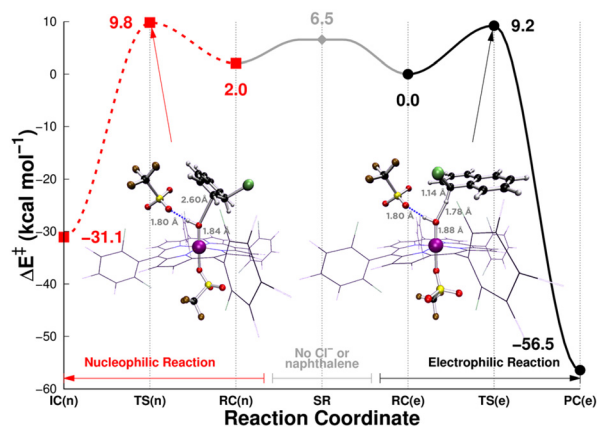 10
0
−10
−20
−30
−40
−50
−60
ΔE‡ (kcal mol−1)
9.8
6.5
9.2
2.0
0.0
−31.1
−56.5
2.60Å
1.80 Å
1.84 Å
1.14 Å
1.78 Å
1.80 Å
1.88 Å
Nucleophilic Reaction
No Cl− or
naphthalene
Electrophilic Reaction
IC(n) TS(n) RC(n) SR RC(e) TS(e) PC(e)
Reaction Coordinate